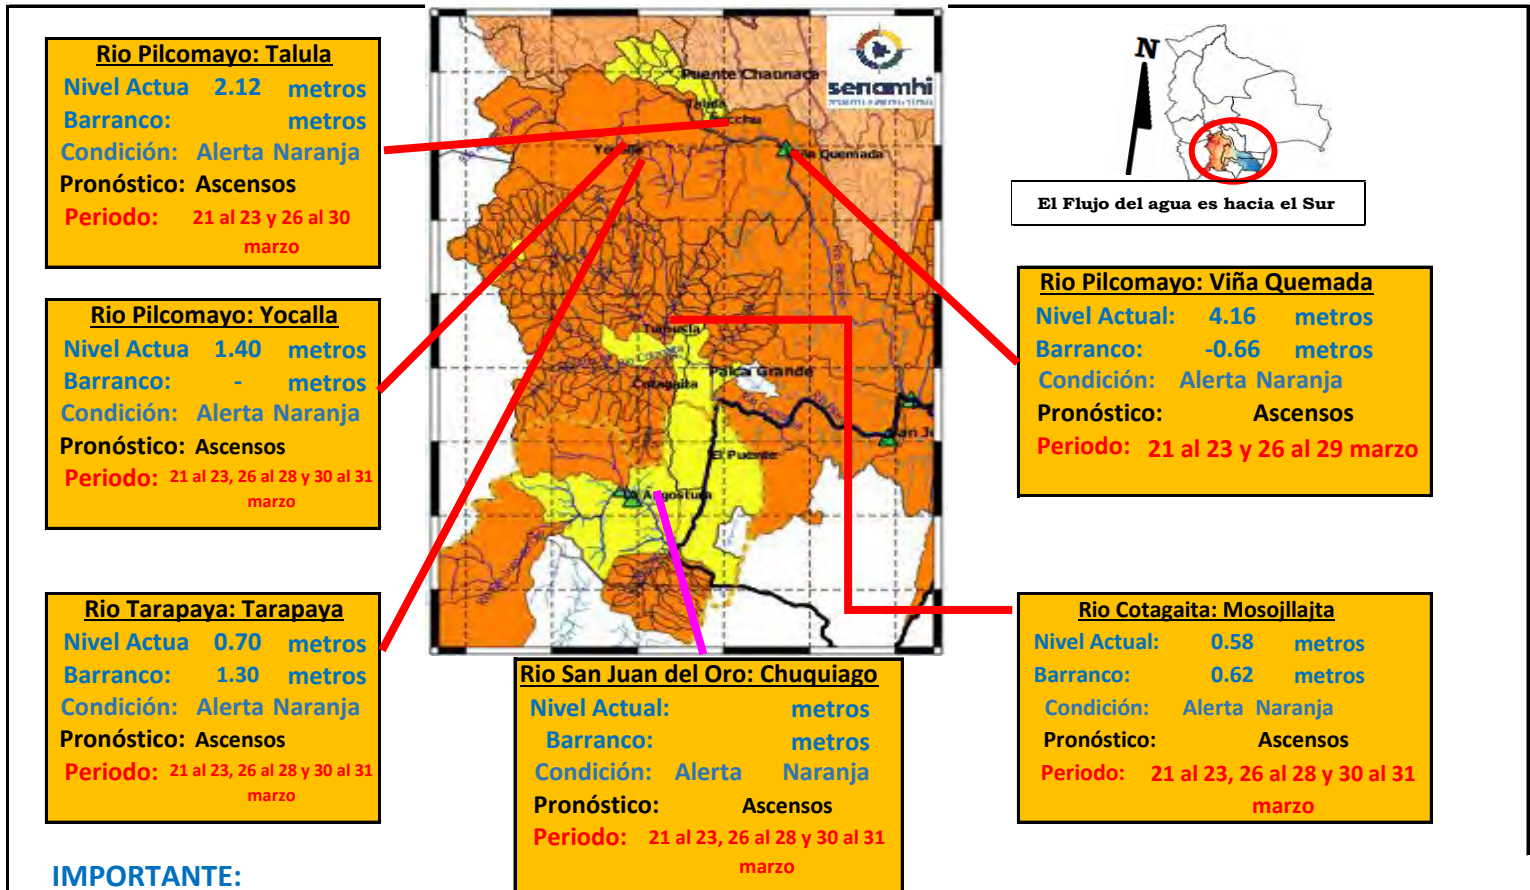 Rio Pilcomayo: Talula
Nivel Actua 2.12 metros
Barranco: metros
Condición: Alerta Naranja
Pronóstico: Ascensos
Periodo: 21 al 23 y 26 al 30
marzo
Rio Pilcomayo: Yocalla
Nivel Actua 1.40 metros
Barranco: - metros
Condición: Alerta Naranja
Pronóstico: Ascensos
Periodo: 21 al 23, 26 al 28 y 30 al 31
marzo
Rio Tarapaya: Tarapaya
Nivel Actua 0.70 metros
Barranco: 1.30 metros
Condición: Alerta Naranja
Pronóstico: Ascensos
Periodo: 21 al 23, 26 al 28 y 30 al 31
marzo
senamhi
Puente Chaunaca
Talula
Quemada
Tumusla
Cotagaita
Palca Grande
El Puente
Angostura
Rio San Juan del Oro: Chuquiago
Nivel Actual: metros
Barranco: metros
Condición: Alerta Naranja
Pronóstico: Ascensos
Periodo: 21 al 23, 26 al 28 y 30 al 31
marzo
N
El Flujo del agua es hacia el Sur
Rio Pilcomayo: Viña Quemada
Nivel Actual: 4.16 metros
Barranco: -0.66 metros
Condición: Alerta Naranja
Pronóstico: Ascensos
Periodo: 21 al 23 y 26 al 29 marzo
Rio Cotagaita: Mosojllajta
Nivel Actual: 0.58 metros
Barranco: 0.62 metros
Condición: Alerta Naranja
Pronóstico: Ascensos
Periodo: 21 al 23, 26 al 28 y 30 al 31
marzo
IMPORTANTE: